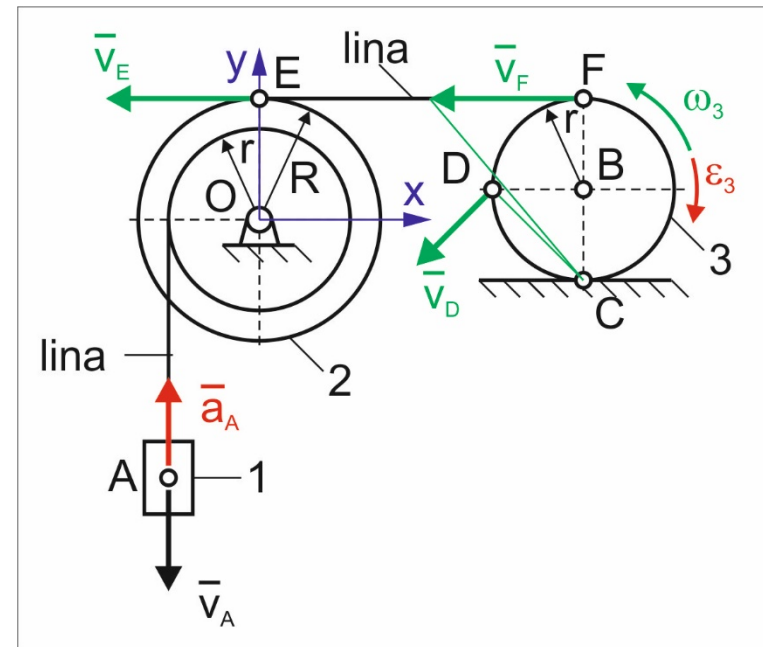 lina
v̄E y E v̄F F ω3
r R r
D B ε3
O x
v̄D 3
C
lina 2
āA
A 1
v̄A